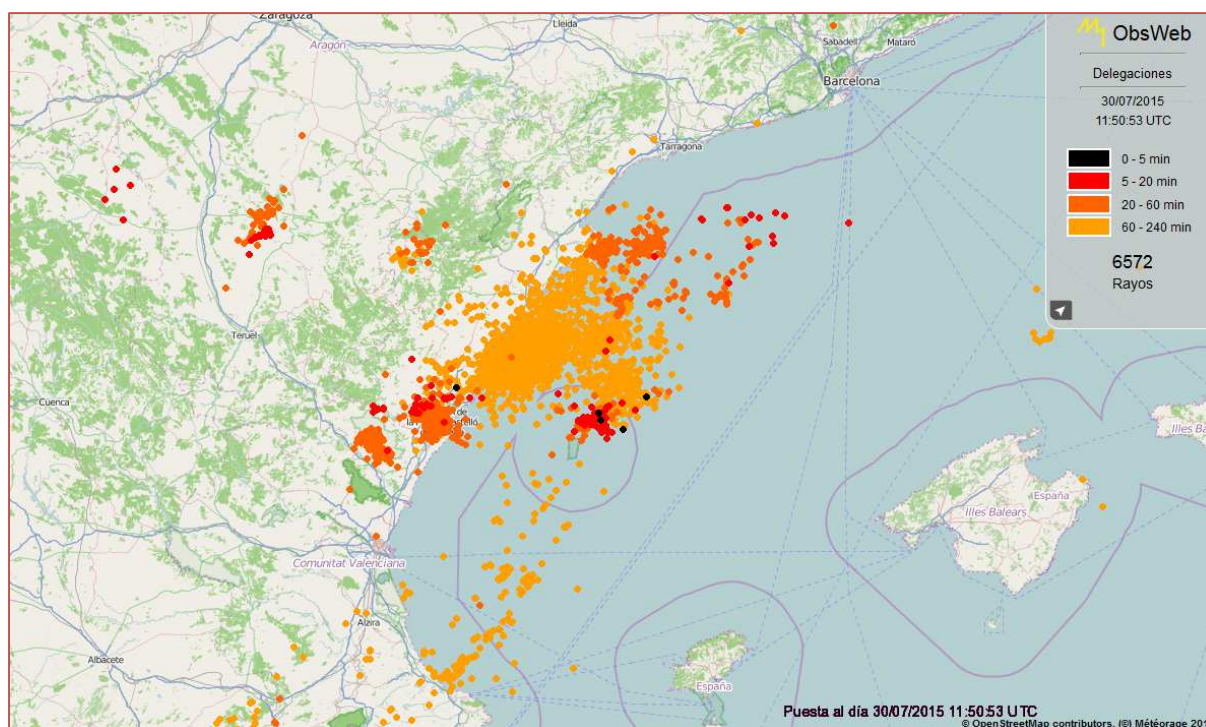 Zaragoza
Lleida
Aragón
Sabadell
Mataró
Barcelona
Tarragona
Teruel
Cuenca
Comunitat Valenciana
Alzira
Albacete
Illes Balears
España
España
ObsWeb
Delegaciones
30/07/2015
11:50:53 UTC
0 - 5 min
5 - 20 min
20 - 60 min
60 - 240 min
6572
Rayos
Puesta al día 30/07/2015 11:50:53 UTC
© OpenStreetMap contributors, (©) Météorage 201